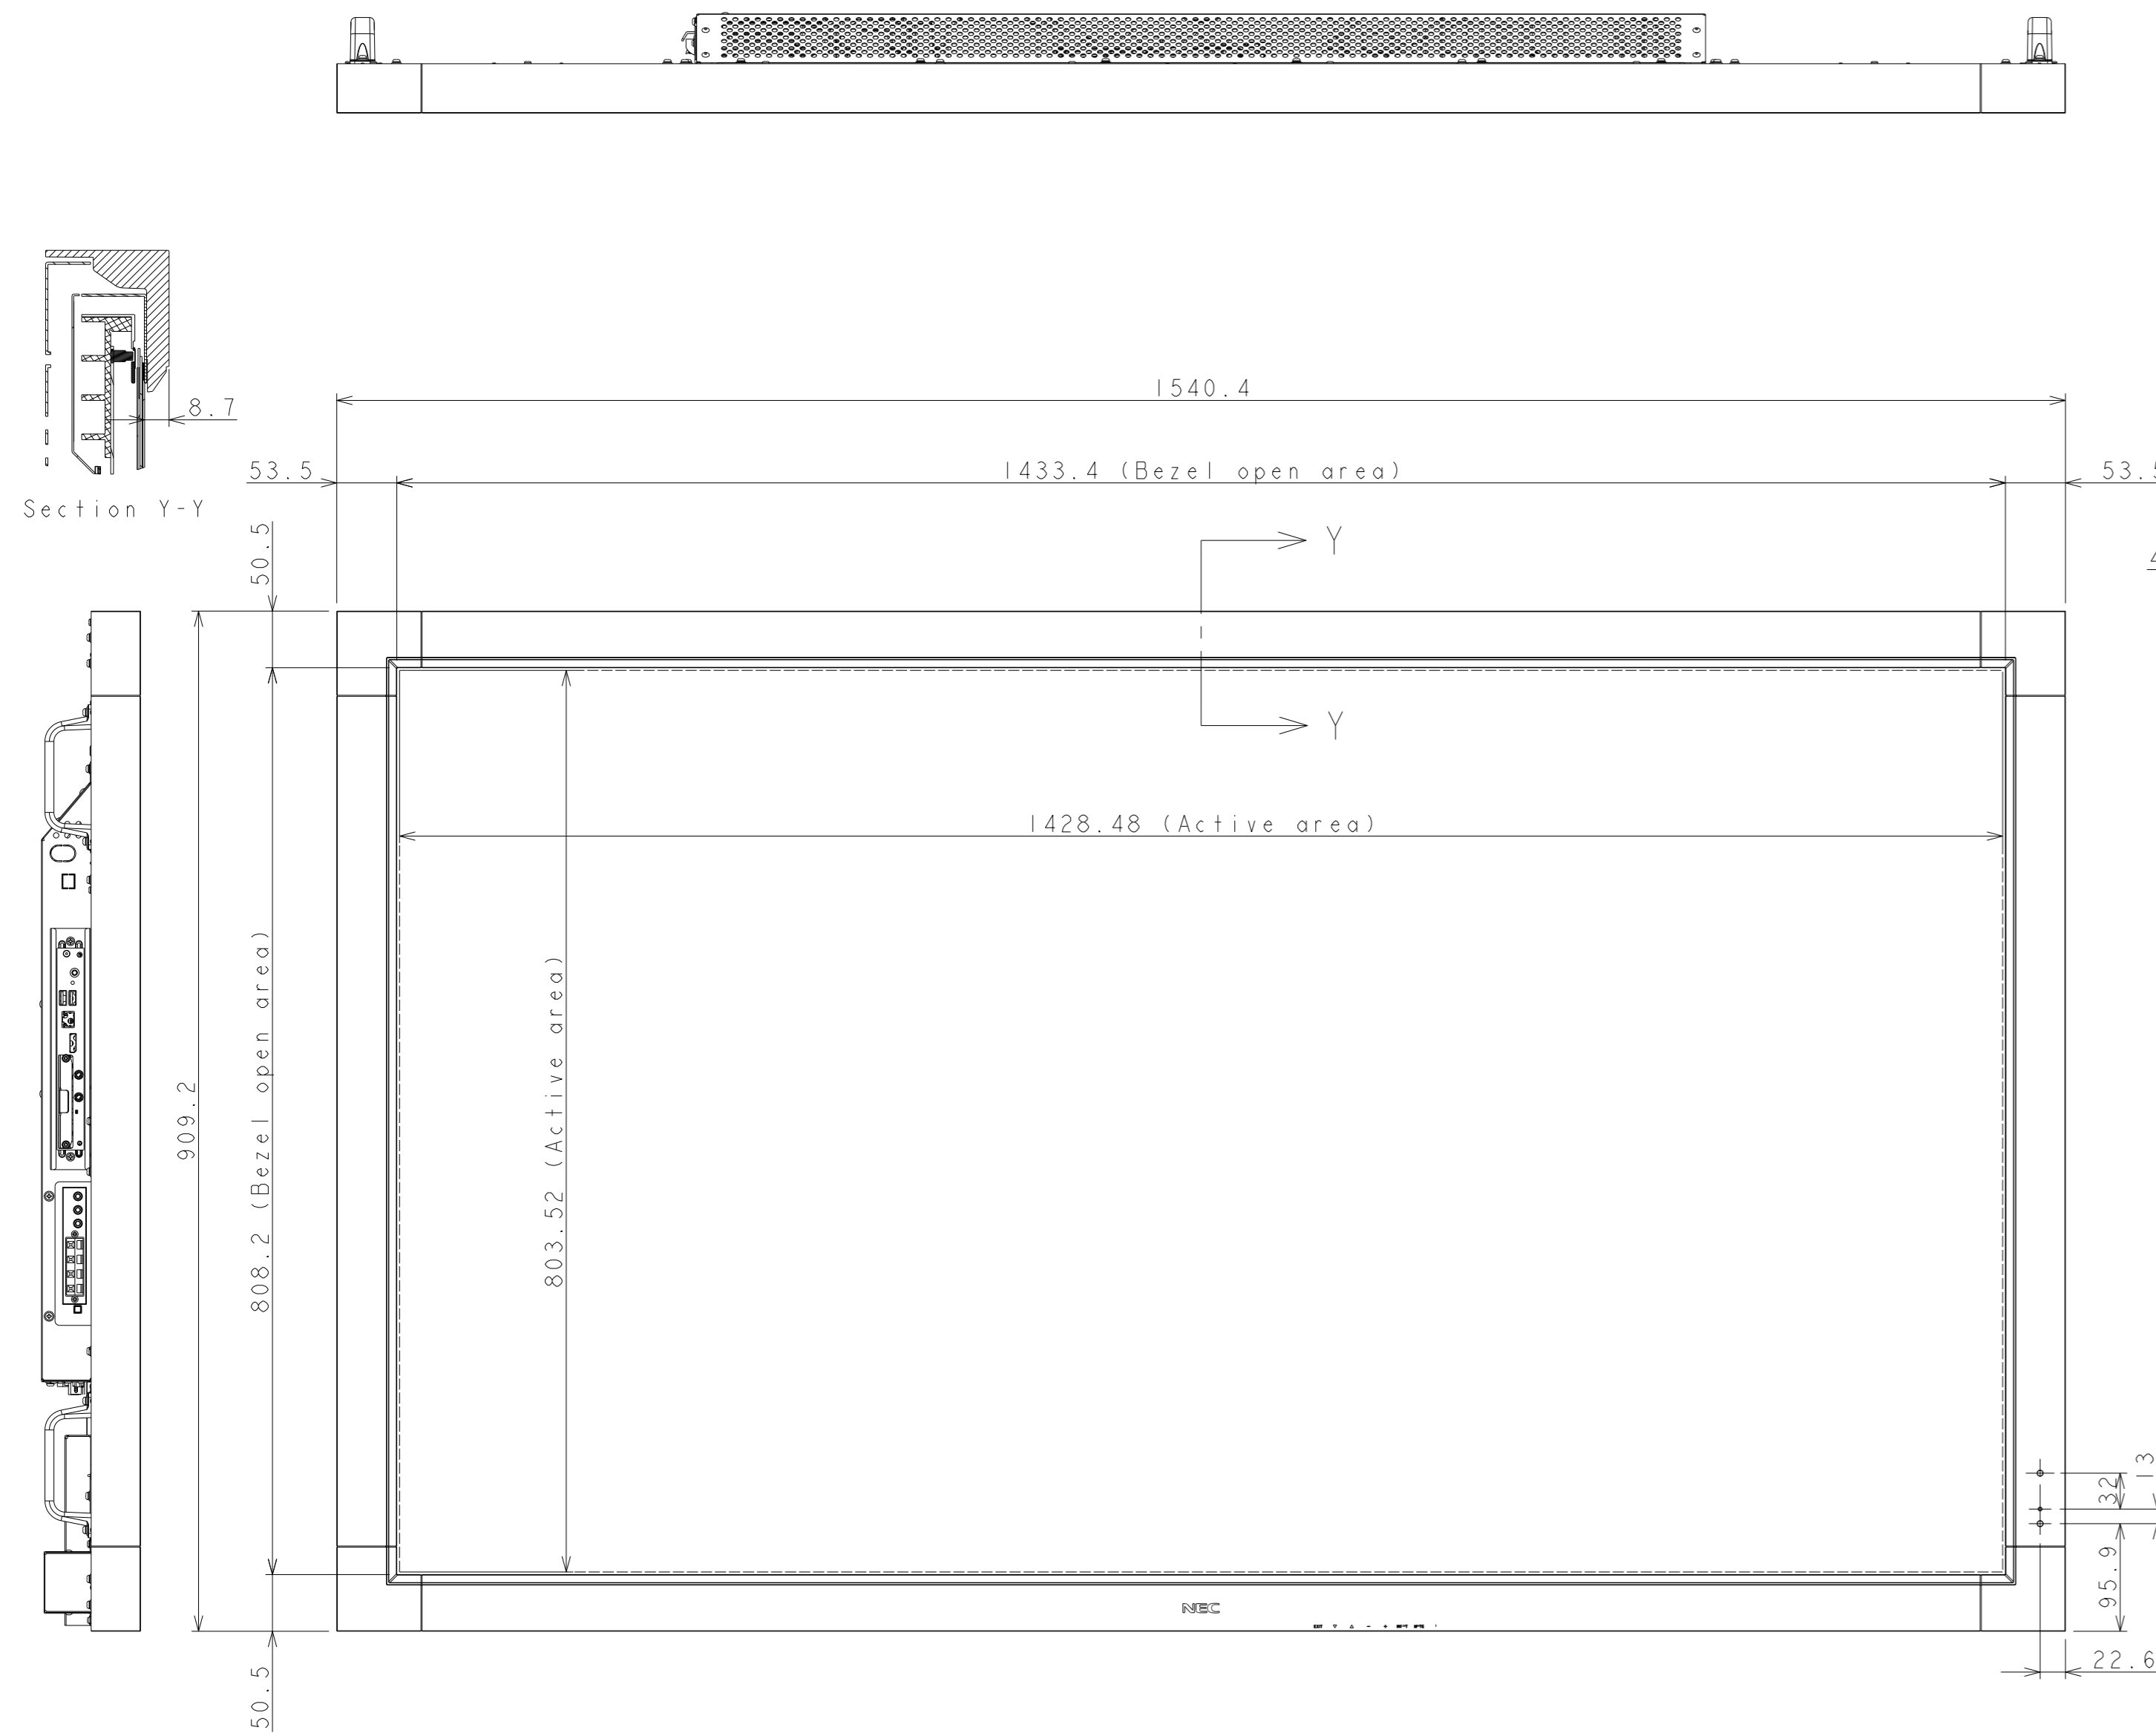 1540.4
8.7
53.5
1433.4 (Bezel open area)
53.5
Section Y-Y
50.5
Y
4
Y
1428.48 (Active area)
808.2 (Bezel open area)
803.52 (Active area)
909.2
32
13
95.9
NEC
EXIT
22.6
50.5